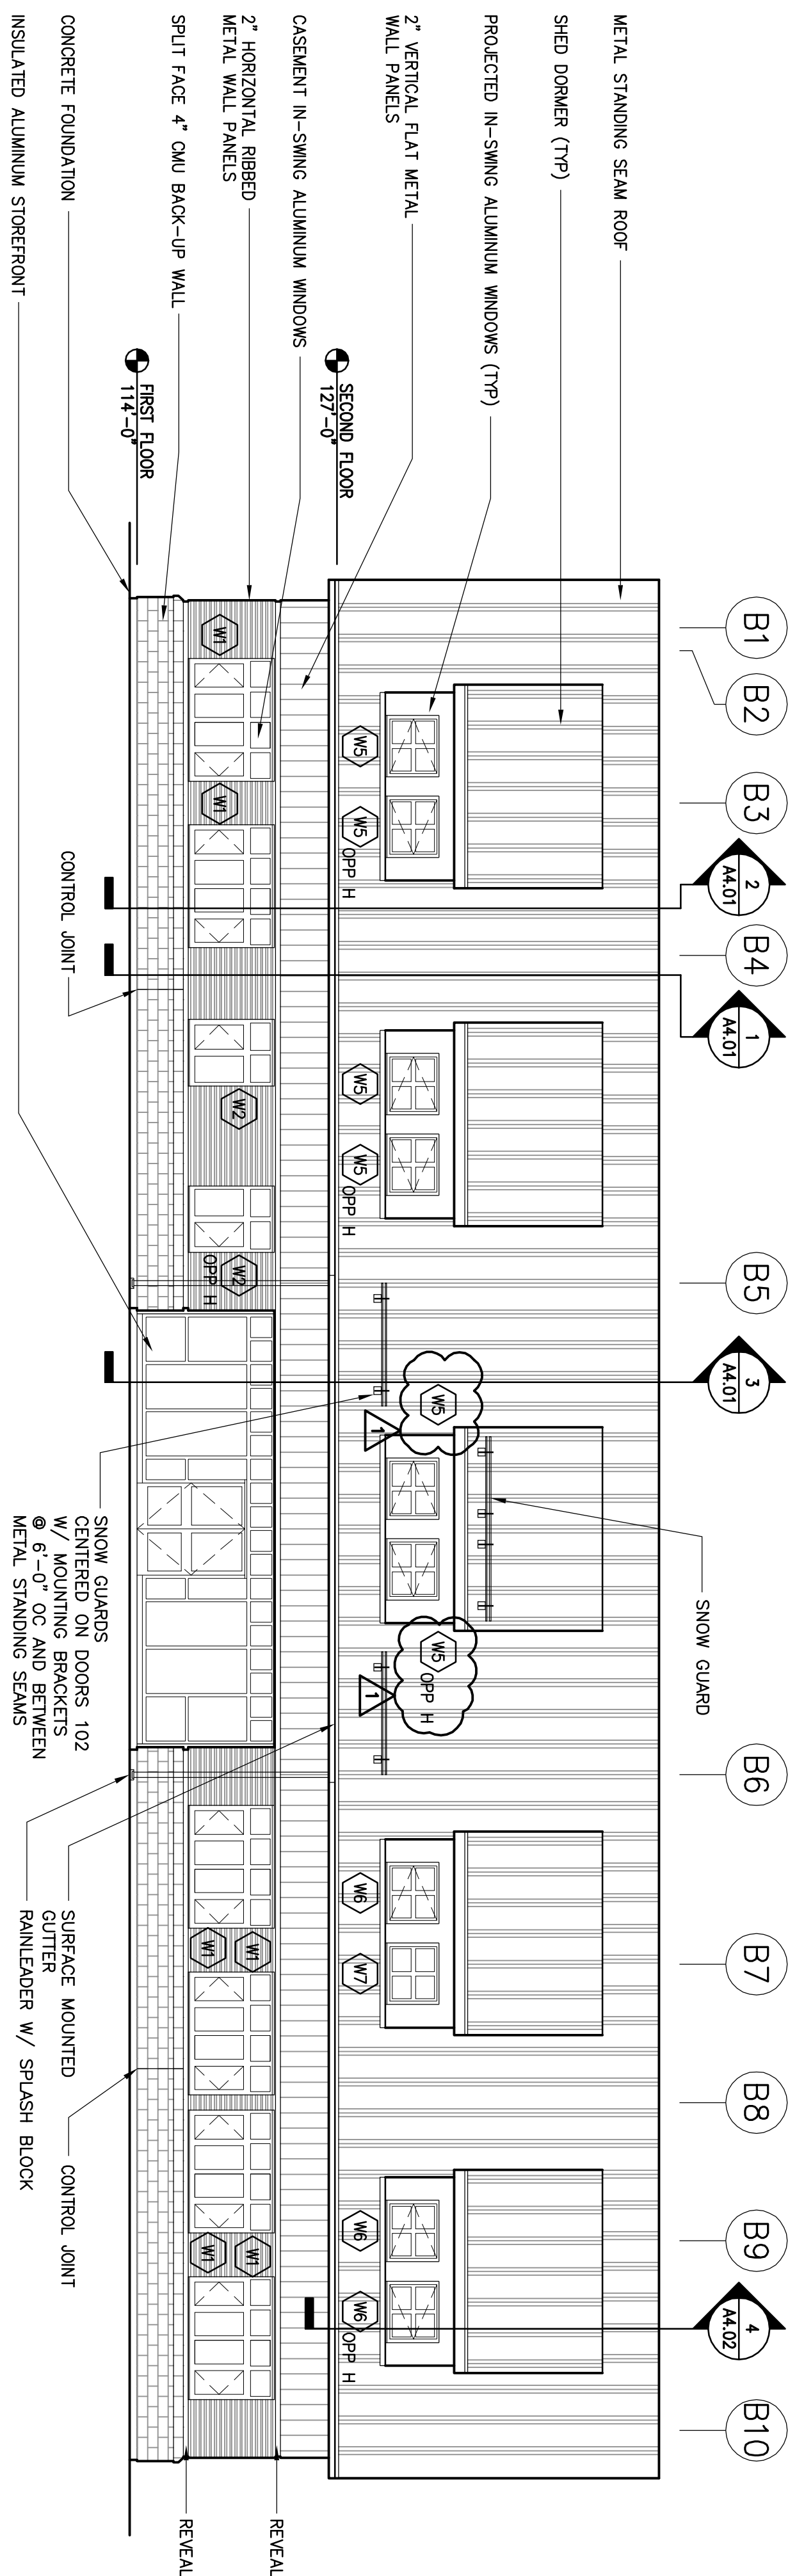 B1
B2
B3
2
A4.01
B4
1
A4.01
B5
3
A4.01
B6
B7
B8
B9
4
A4.02
B10
METAL STANDING SEAM ROOF
SHED DORMER (TYP)
PROJECTED IN-SWING ALUMINUM WINDOWS (TYP)
2" VERTICAL FLAT METAL
WALL PANELS
CASEMENT IN-SWING ALUMINUM WINDOWS
2" HORIZONTAL RIBBED
METAL WALL PANELS
SPLIT FACE 4" CMU BACK-UP WALL
CONCRETE FOUNDATION
INSULATED ALUMINUM STOREFRONT
SECOND FLOOR
127'-0"
FIRST FLOOR
114'-0"
SNOW GUARD
W5
W5
OPP H
W5
W5
OPP H
W5
1
W5
OPP H
1
W6
W7
W6
W6
OPP H
W1
W1
W2
W2
OPP H
W1
W1
W1
W1
CONTROL JOINT
SNOW GUARDS
CENTERED ON DOORS 102
W/ MOUNTING BRACKETS
@ 6'-0" OC AND BETWEEN
METAL STANDING SEAMS
SURFACE MOUNTED
GUTTER
RAINLEADER W/ SPLASH BLOCK
CONTROL JOINT
REVEAL
REVEAL